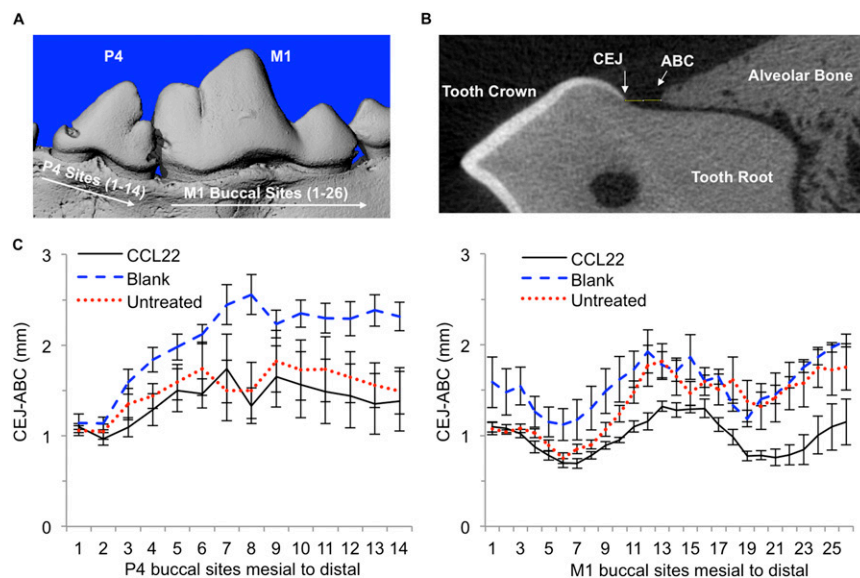 A
P4
M1
P4 Sites (1-14)
M1 Buccal Sites (1-26)
B
CEJ
ABC
Tooth Crown
Alveolar Bone
Tooth Root
C
CCL22
Blank
Untreated
CEJ-ABC (mm)
3
2
1
0
1 2 3 4 5 6 7 8 9 10 11 12 13 14
P4 buccal sites mesial to distal
CCL22
Blank
Untreated
CEJ-ABC (mm)
3
2
1
0
1 3 5 7 9 11 13 15 17 19 21 23 25
M1 buccal sites mesial to distal